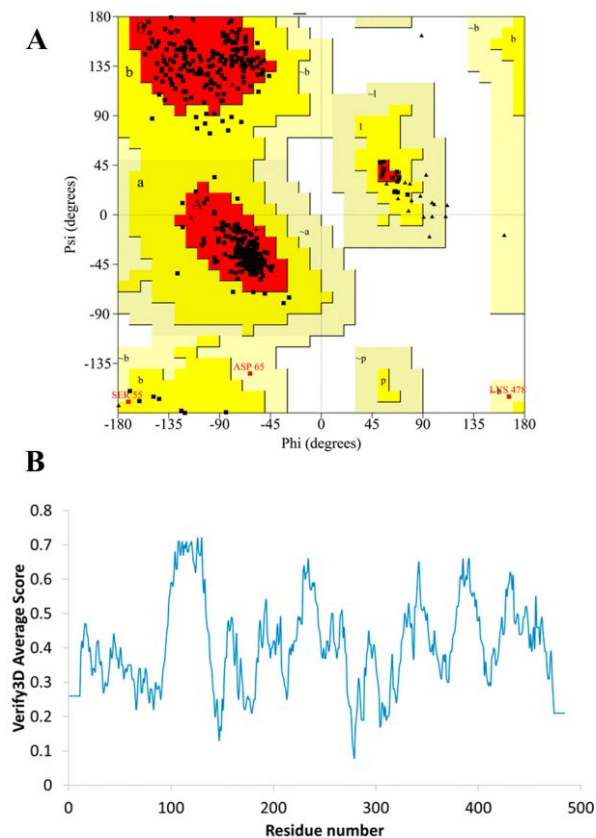 A
180
135
90
45
0
-45
-90
-135
Psi (degrees)
B
b
~b
~b
b
~l
l
a
A
~a
~b
b
~p
p
~b
SER 55
ASP 65
LYS 478
-180
-135
-90
-45
0
45
90
135
180
Phi (degrees)
B
0.8
0.7
0.6
0.5
0.4
0.3
0.2
0.1
0
Verify3D Average Score
0
100
200
300
400
500
Residue number